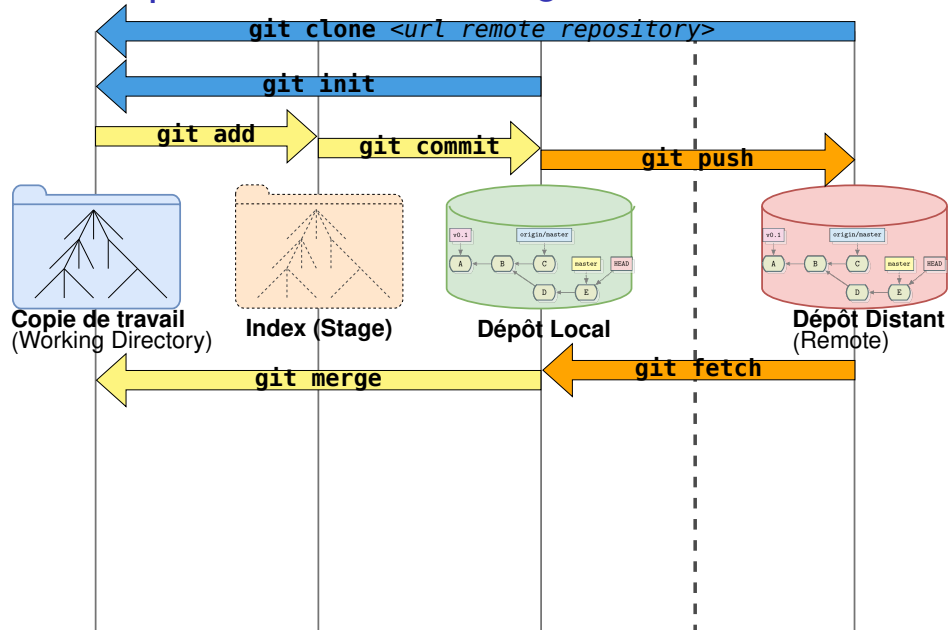 git clone <url remote repository>
git init
git add
git commit
git push
v0.1
origin/master
A
B
C
master
HEAD
D
E
v0.1
origin/master
A
B
C
master
HEAD
D
E
Copie de travail
(Working Directory)
Index (Stage)
Dépôt Local
Dépôt Distant
(Remote)
git fetch
git merge